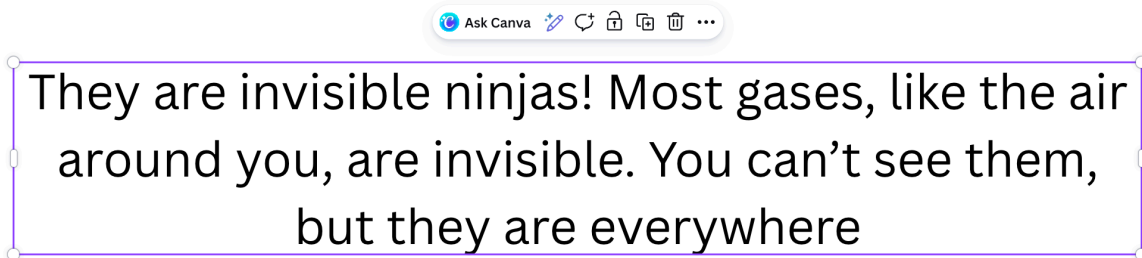 Ask Canva
They are invisible ninjas! Most gases, like the air
around you, are invisible. You can’t see them,
but they are everywhere